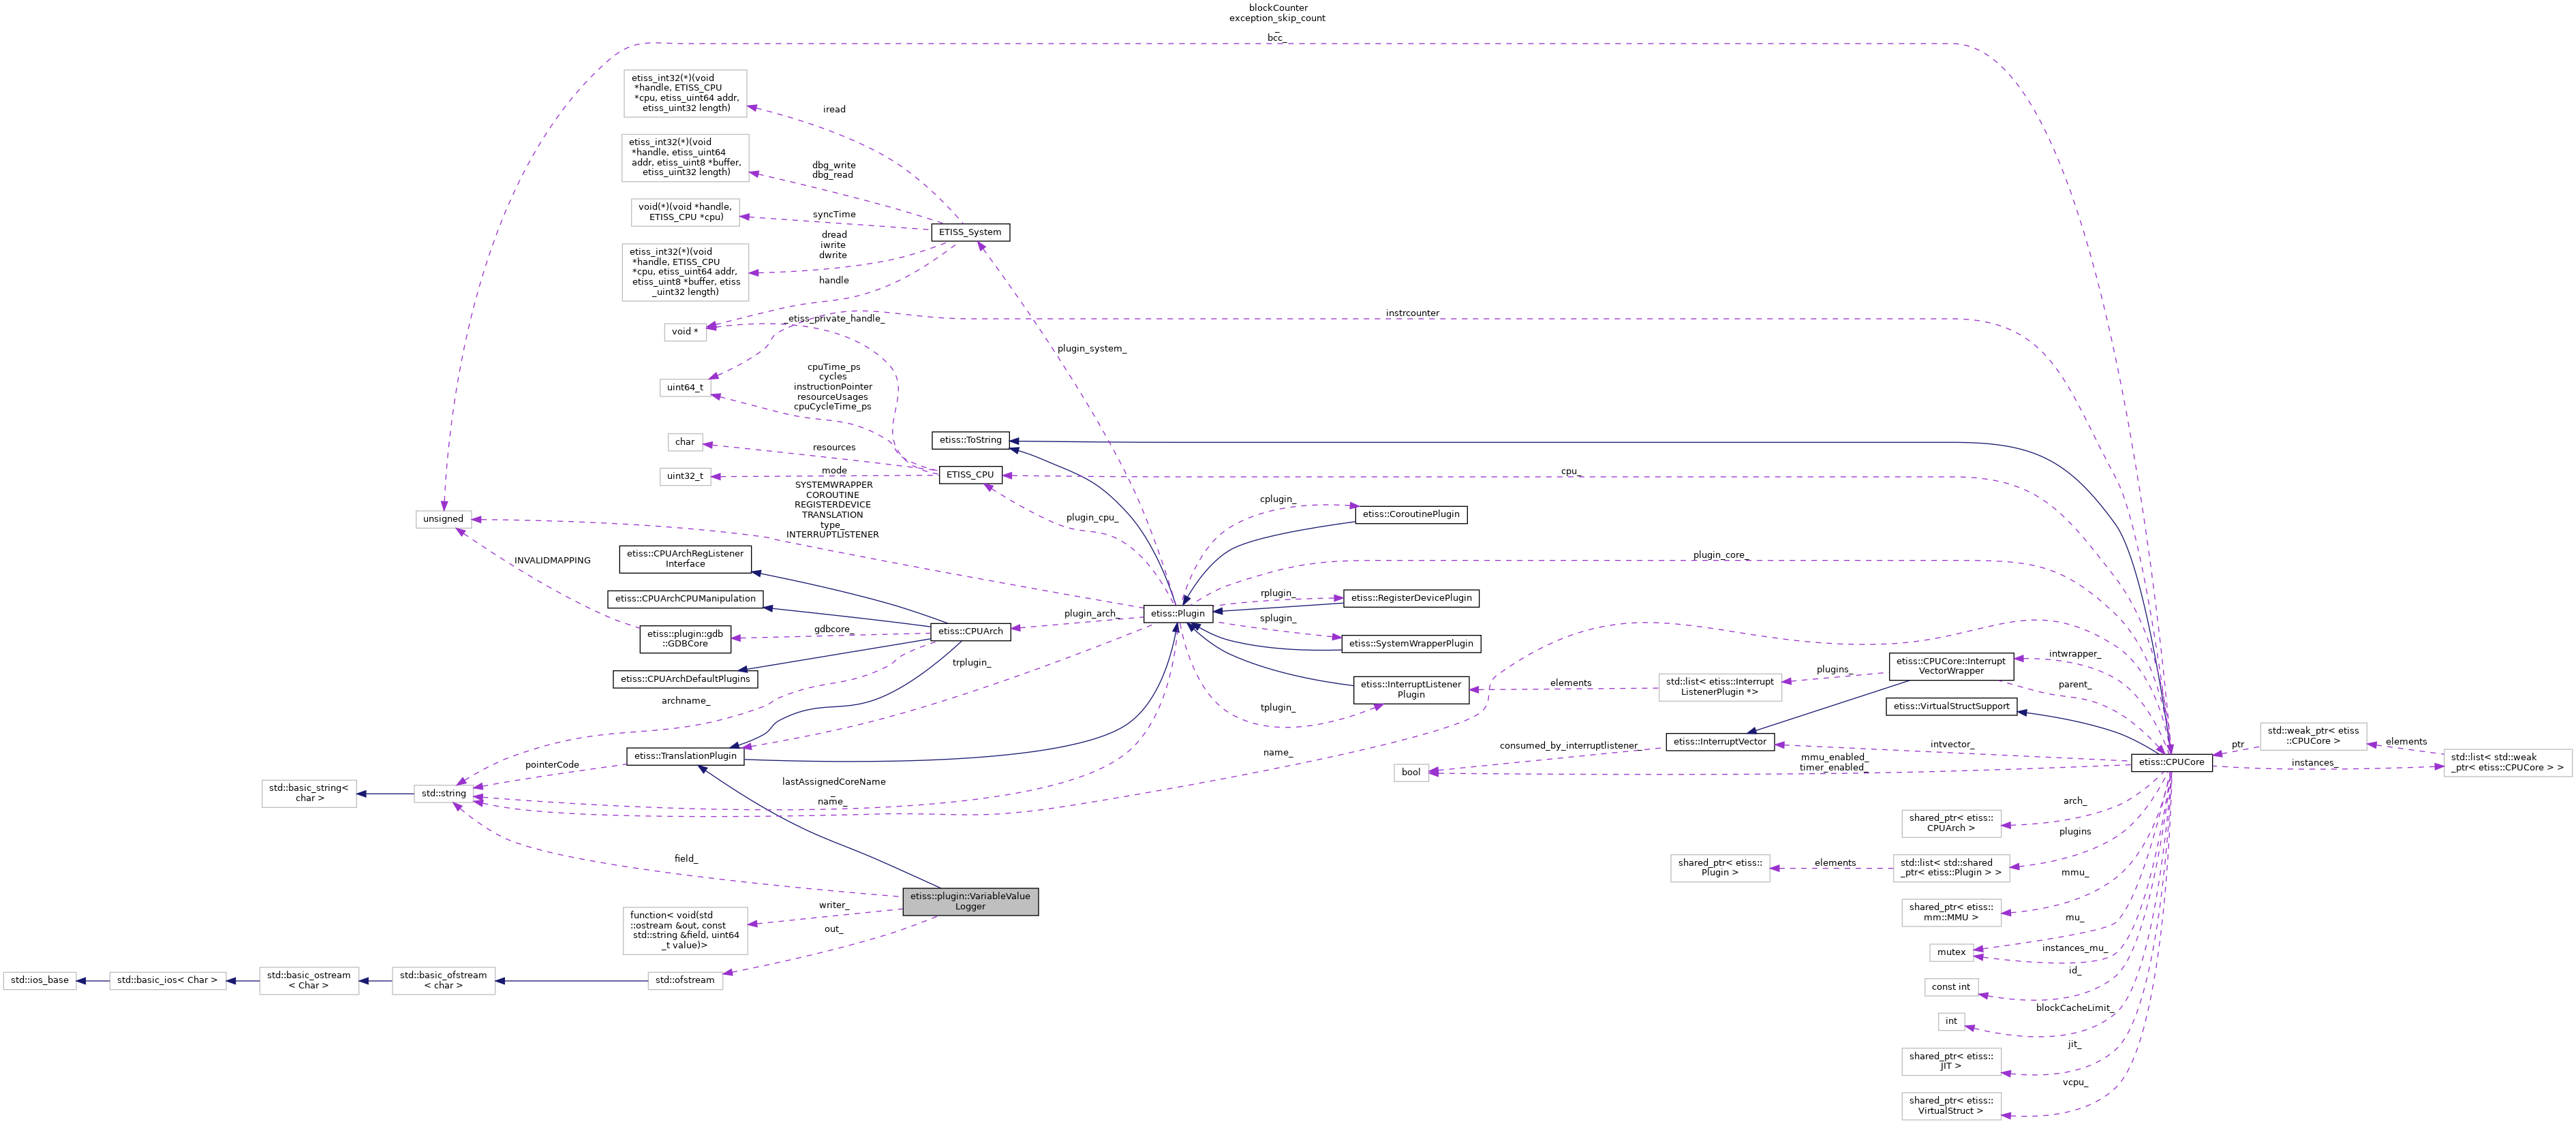 blockCounter
exception_skip_count
_
bcc_
etiss_int32(*)(void
*handle, ETISS_CPU
*cpu, etiss_uint64 addr,
etiss_uint32 length)
iread
etiss_int32(*)(void
*handle, etiss_uint64
addr, etiss_uint8 *buffer,
etiss_uint32 length)
dbg_write
dbg_read
void(*)(void *handle,
ETISS_CPU *cpu)
syncTime
ETISS_System
dread
iwrite
dwrite
etiss_int32(*)(void
*handle, ETISS_CPU
*cpu, etiss_uint64 addr,
etiss_uint8 *buffer, etiss
_uint32 length)
handle
void *
_etiss_private_handle_
instrcounter
plugin_system_
uint64_t
cpuTime_ps
cycles
instructionPointer
resourceUsages
cpuCycleTime_ps
char
resources
etiss::ToString
uint32_t
mode
ETISS_CPU
cpu_
SYSTEMWRAPPER
COROUTINE
REGISTERDEVICE
TRANSLATION
type_
INTERRUPTLISTENER
unsigned
plugin_cpu_
cplugin_
etiss::CoroutinePlugin
INVALIDMAPPING
etiss::CPUArchRegListener
Interface
plugin_core_
etiss::CPUArchCPUManipulation
rplugin_
etiss::RegisterDevicePlugin
etiss::Plugin
plugin_arch_
splugin_
etiss::plugin::gdb
::GDBCore
gdbcore_
etiss::CPUArch
etiss::SystemWrapperPlugin
etiss::CPUArchDefaultPlugins
trplugin_
archname_
etiss::InterruptListener
Plugin
tplugin_
elements
std::list< etiss::Interrupt
ListenerPlugin *>
plugins_
etiss::CPUCore::Interrupt
VectorWrapper
intwrapper_
parent_
etiss::VirtualStructSupport
etiss::InterruptVector
intvector_
consumed_by_interruptlistener_
bool
mmu_enabled_
timer_enabled_
etiss::CPUCore
ptr
std::weak_ptr< etiss
::CPUCore >
elements
instances_
std::list< std::weak
_ptr< etiss::CPUCore > >
etiss::TranslationPlugin
pointerCode
name_
std::basic_string<
char >
std::string
lastAssignedCoreName
_
name_
arch_
shared_ptr< etiss::
CPUArch >
plugins
field_
shared_ptr< etiss::
Plugin >
elements
std::list< std::shared
_ptr< etiss::Plugin > >
mmu_
etiss::plugin::VariableValue
Logger
writer_
function< void(std
::ostream &out, const
std::string &field, uint64
_t value)>
shared_ptr< etiss::
mm::MMU >
mu_
out_
mutex
instances_mu_
std::ios_base
std::basic_ios< Char >
std::basic_ostream
< Char >
std::basic_ofstream
< char >
std::ofstream
id_
const int
blockCacheLimit_
int
jit_
shared_ptr< etiss::
JIT >
vcpu_
shared_ptr< etiss::
VirtualStruct >